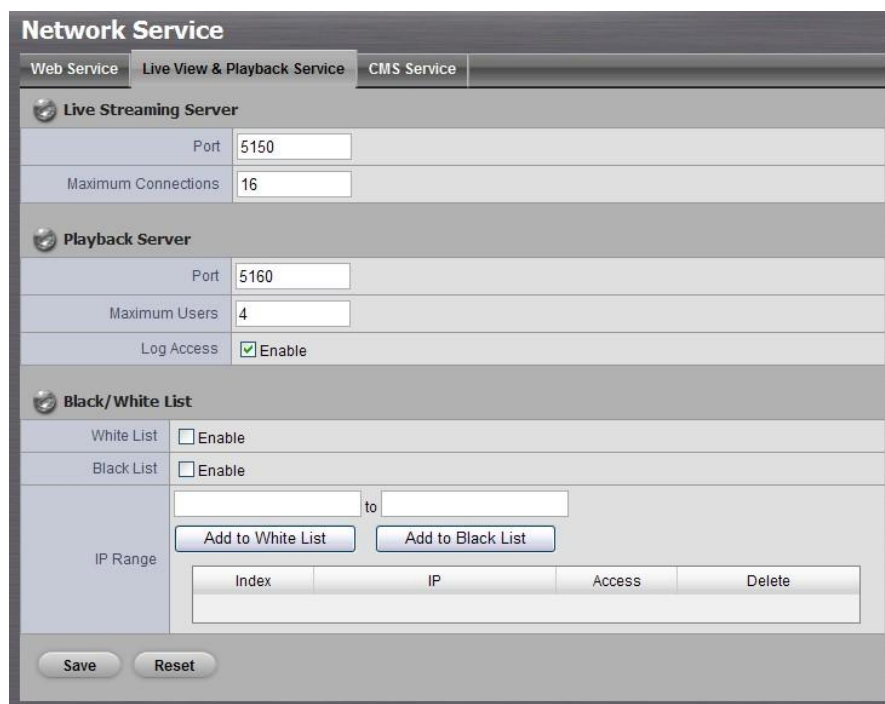 Network Service
Web Service Live View & Playback Service CMS Service
Live Streaming Server
Port 5150
Maximum Connections 16
Playback Server
Port 5160
Maximum Users 4
Log Access Enable
Black/White List
White List Enable
Black List Enable
IP Range to
Add to White List Add to Black List
Index IP Access Delete
Save Reset